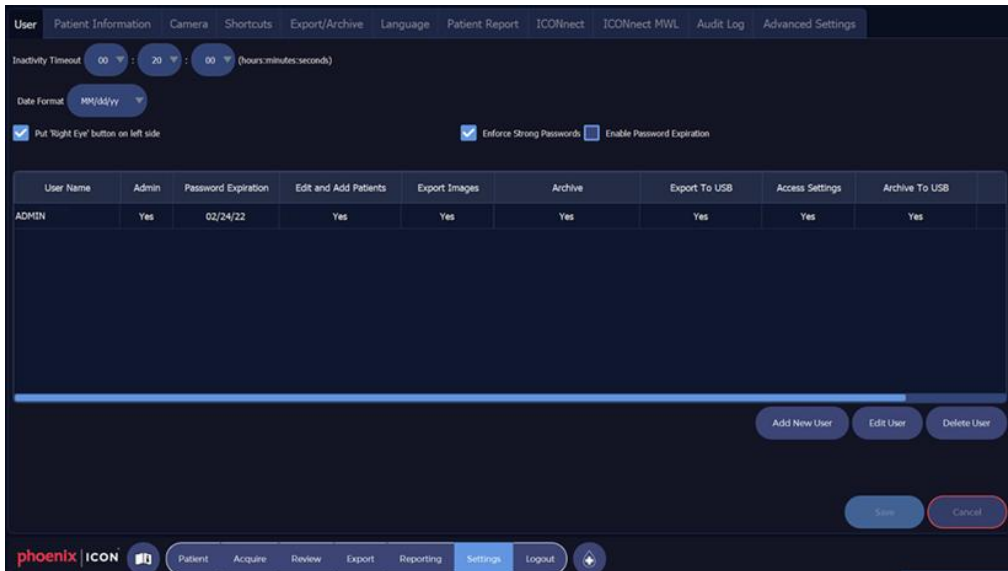 User Patient Information Camera Shortcuts Export/Archive Language Patient Report ICONnect ICONnect MWL Audit Log Advanced Settings
Inactivity Timeout 00 : 20 : 00 (hours:minutes:seconds)
Date Format MM/dd/yy
Put 'Right Eye' button on left side Enforce Strong Passwords Enable Password Expiration
User Name Admin Password Expiration Edit and Add Patients Export Images Archive Export To USB Access Settings Archive To USB
ADMIN Yes 02/24/22 Yes Yes Yes Yes Yes Yes
Add New User Edit User Delete User
Save Cancel
phoenix | ICON Patient Acquire Review Export Reporting Settings Logout